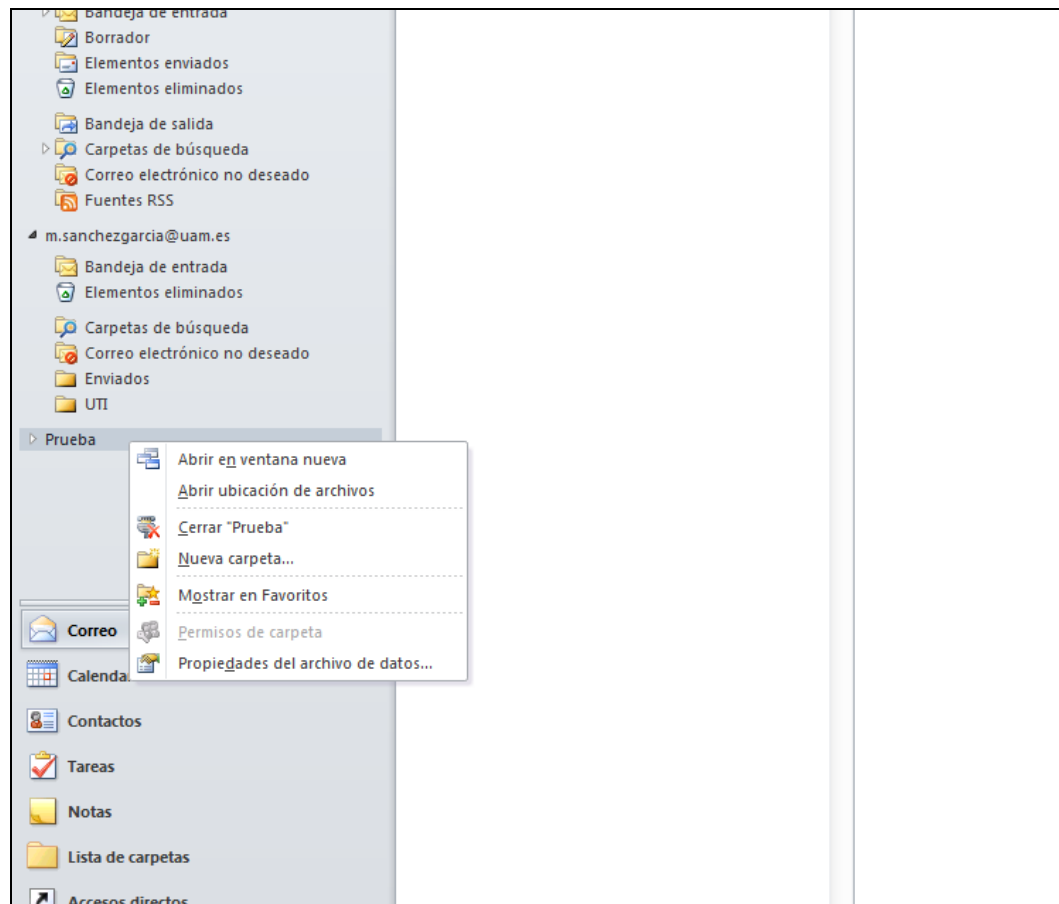 Bandeja de entrada
Borrador
Elementos enviados
Elementos eliminados
Bandeja de salida
Carpetas de búsqueda
Correo electrónico no deseado
Fuentes RSS
m.sanchezgarcia@uam.es
Bandeja de entrada
Elementos eliminados
Carpetas de búsqueda
Correo electrónico no deseado
Enviados
UTI
Prueba
Abrir en ventana nueva
Abrir ubicación de archivos
Cerrar "Prueba"
Nueva carpeta...
Mostrar en Favoritos
Permisos de carpeta
Propiedades del archivo de datos...
Correo
Calenda
Contactos
Tareas
Notas
Lista de carpetas
Accesos directos